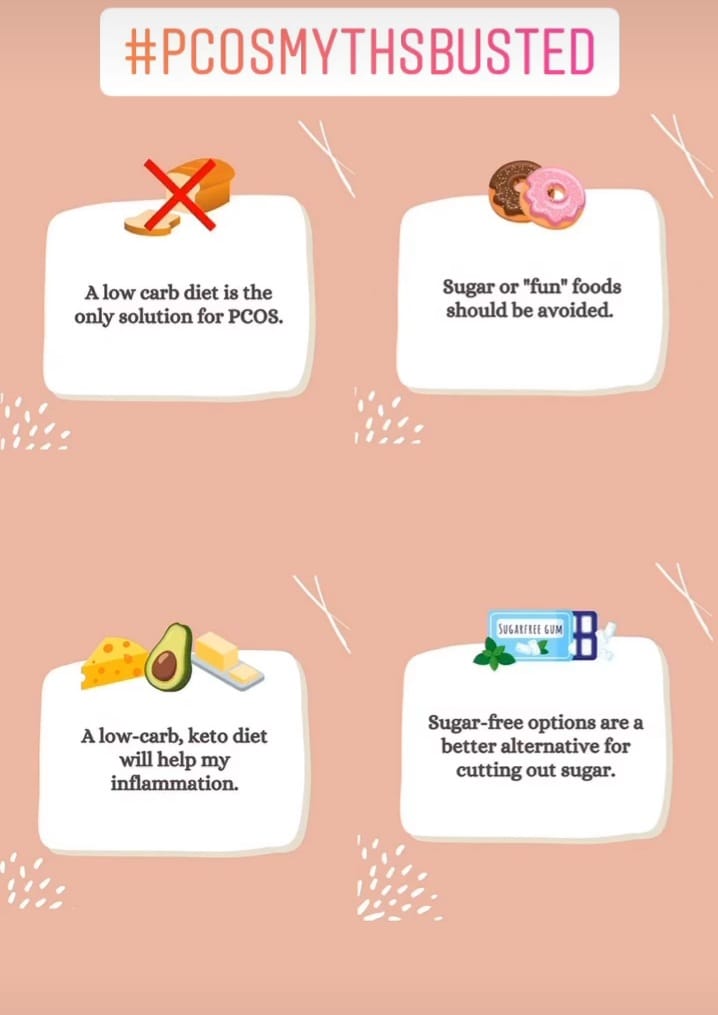 #PCOSMYTHSBUSTED
A low carb diet is the
only solution for PCOS.
Sugar or "fun" foods
should be avoided.
A low-carb, keto diet
will help my
inflammation.
SUGARFREE GUM
Sugar-free options are a
better alternative for
cutting out sugar.